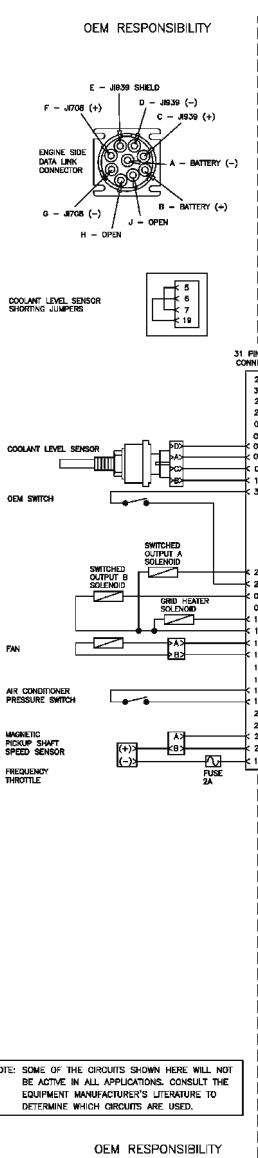 OEM RESPONSIBILITY
E – J1939 SHIELD
D – J1939 (–)
F – J1708 (+)
C – J1939 (+)
ENGINE SIDE
DATA LINK
CONNECTOR
A – BATTERY (–)
B – BATTERY (+)
G – J1708 (–)
J – OPEN
H – OPEN
5
6
7
19
COOLANT LEVEL SENSOR
SHORTING JUMPERS
31 PIN
CONNE
COOLANT LEVEL SENSOR
D
A
C
B
OEM SWITCH
SWITCHED
OUTPUT A
SOLENOID
SWITCHED
OUTPUT B
SOLENOID
GRID HEATER
SOLENOID
FAN
A
B
AIR CONDITIONER
PRESSURE SWITCH
MAGNETIC
PICKUP SHAFT
SPEED SENSOR
A
B
(+)
(–)
FREQUENCY
THROTTLE
FUSE
2A
OTE: SOME OF THE CIRCUITS SHOWN HERE WILL NOT
BE ACTIVE IN ALL APPLICATIONS. CONSULT THE
EQUIPMENT MANUFACTURER'S LITERATURE TO
DETERMINE WHICH CIRCUITS ARE USED.
OEM RESPONSIBILITY